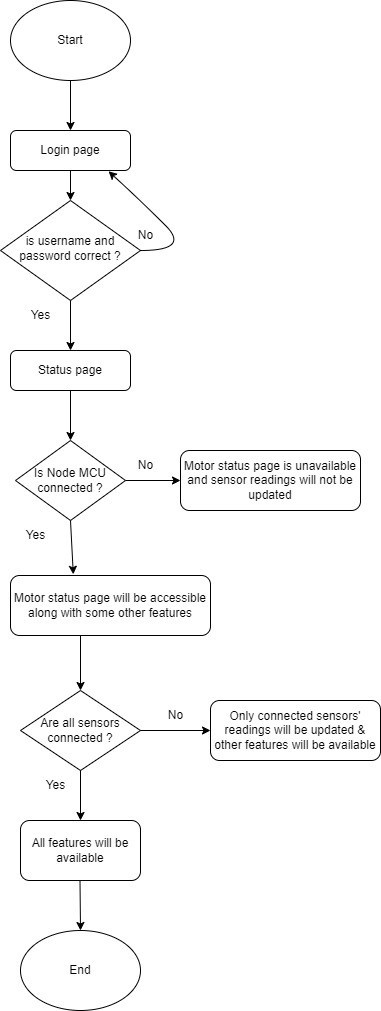 Start
Login page
is username and
password correct ?
No
Yes
Status page
Is Node MCU
connected ?
No
Motor status page is unavailable
and sensor readings will not be
updated
Yes
Motor status page will be accessible
along with some other features
Are all sensors
connected ?
No
Only connected sensors'
readings will be updated &
other features will be available
Yes
All features will be
available
End